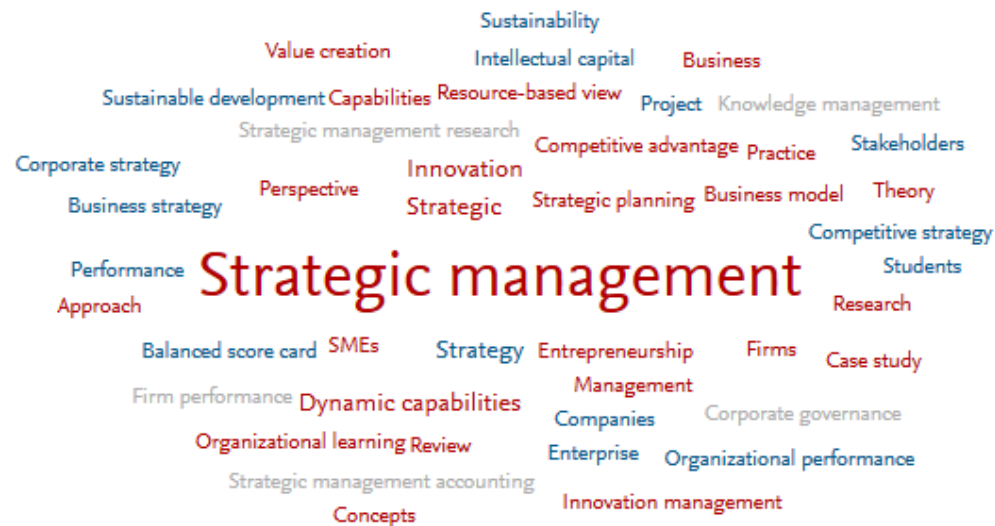 Sustainability
Value creation
Intellectual capital
Business
Sustainable development
Capabilities
Resource-based view
Project
Knowledge management
Strategic management research
Competitive advantage
Practice
Stakeholders
Corporate strategy
Innovation
Perspective
Strategic
Strategic planning
Business model
Theory
Business strategy
Competitive strategy
Performance
Strategic management
Students
Approach
Research
Balanced score card
SMEs
Strategy
Entrepreneurship
Firms
Case study
Management
Firm performance
Dynamic capabilities
Companies
Corporate governance
Organizational learning
Review
Enterprise
Organizational performance
Strategic management accounting
Innovation management
Concepts